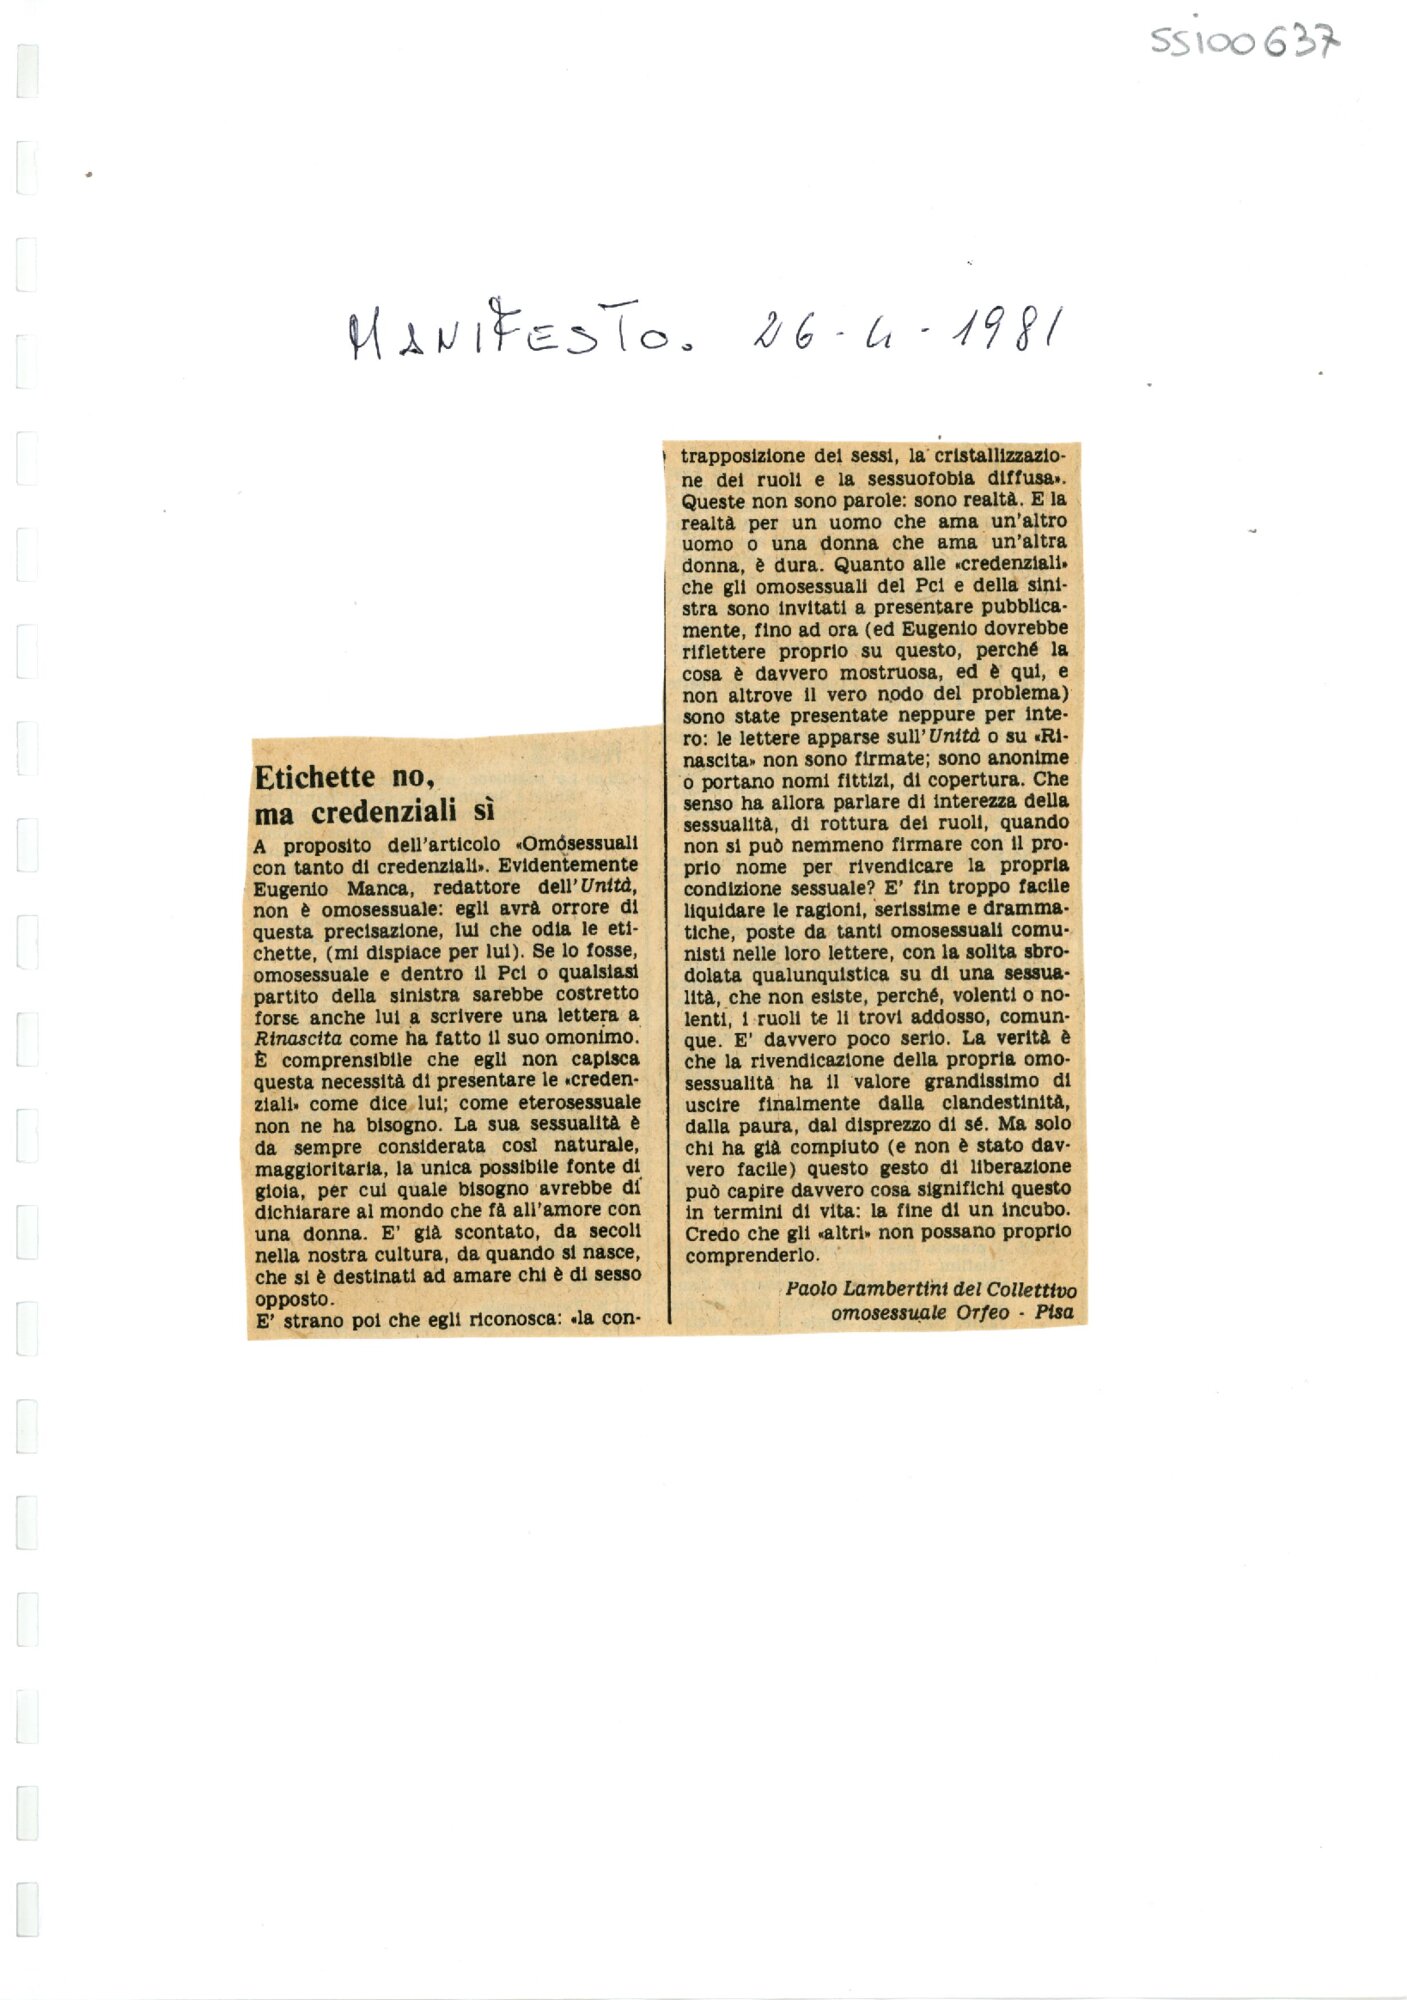 SS100637
MANIFESTO. 26-4-1981
Etichette no,
ma credenziali sì
A proposito dell'articolo «Omosessuali
con tanto di credenziali». Evidentemente
Eugenio Manca, redattore dell'Unità,
non è omosessuale: egli avrà orrore di
questa precisazione, lui che odia le eti-
chette, (mi dispiace per lui). Se lo fosse,
omosessuale e dentro il Pci o qualsiasi
partito della sinistra sarebbe costretto
forse anche lui a scrivere una lettera a
Rinascita come ha fatto il suo omonimo.
È comprensibile che egli non capisca
questa necessità di presentare le «creden-
ziali» come dice lui; come eterosessuale
non ne ha bisogno. La sua sessualità è
da sempre considerata così naturale,
maggioritaria, la unica possibile fonte di
gioia, per cui quale bisogno avrebbe di
dichiarare al mondo che fà all'amore con
una donna. E' già scontato, da secoli
nella nostra cultura, da quando si nasce,
che si è destinati ad amare chi è di sesso
opposto.
E' strano poi che egli riconosca: «la con-
trapposizione dei sessi, la cristallizzazio-
ne dei ruoli e la sessuofobia diffusa».
Queste non sono parole: sono realtà. E la
realtà per un uomo che ama un'altro
uomo o una donna che ama un'altra
donna, è dura. Quanto alle «credenziali»
che gli omosessuali del Pci e della sini-
stra sono invitati a presentare pubblica-
mente, fino ad ora (ed Eugenio dovrebbe
riflettere proprio su questo, perché la
cosa è davvero mostruosa, ed è qui, e
non altrove il vero nodo del problema)
sono state presentate neppure per inte-
ro: le lettere apparse sull'Unità o su «Ri-
nascita» non sono firmate; sono anonime
o portano nomi fittizi, di copertura. Che
senso ha allora parlare di interezza della
sessualità, di rottura dei ruoli, quando
non si può nemmeno firmare con il pro-
prio nome per rivendicare la propria
condizione sessuale? E' fin troppo facile
liquidare le ragioni, serissime e dramma-
tiche, poste da tanti omosessuali comu-
nisti nelle loro lettere, con la solita sbro-
dolata qualunquistica su di una sessua-
lità, che non esiste, perché, volenti o no-
lenti, i ruoli te li trovi addosso, comun-
que. E' davvero poco serio. La verità è
che la rivendicazione della propria omo-
sessualità ha il valore grandissimo di
uscire finalmente dalla clandestinità,
dalla paura, dal disprezzo di sé. Ma solo
chi ha già compiuto (e non è stato dav-
vero facile) questo gesto di liberazione
può capire davvero cosa significhi questo
in termini di vita: la fine di un incubo.
Credo che gli «altri» non possano proprio
comprenderlo.
Paolo Lambertini del Collettivo
omosessuale Orfeo - Pisa